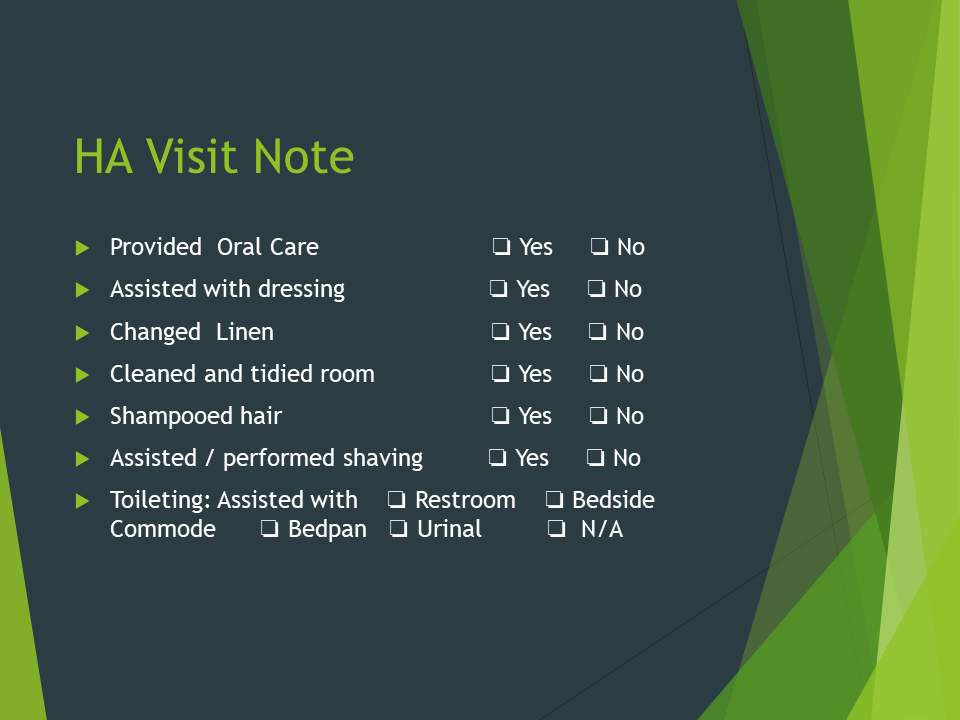 HA Visit Note
Provided  Oral Care ❏ Yes ❏ No
Assisted with dressing ❏ Yes ❏ No
Changed  Linen ❏ Yes ❏ No
Cleaned and tidied room ❏ Yes ❏ No
Shampooed hair ❏ Yes ❏ No
Assisted / performed shaving ❏ Yes ❏ No
Toileting: Assisted with ❏ Restroom ❏ Bedside
Commode ❏ Bedpan ❏ Urinal ❏ N/A